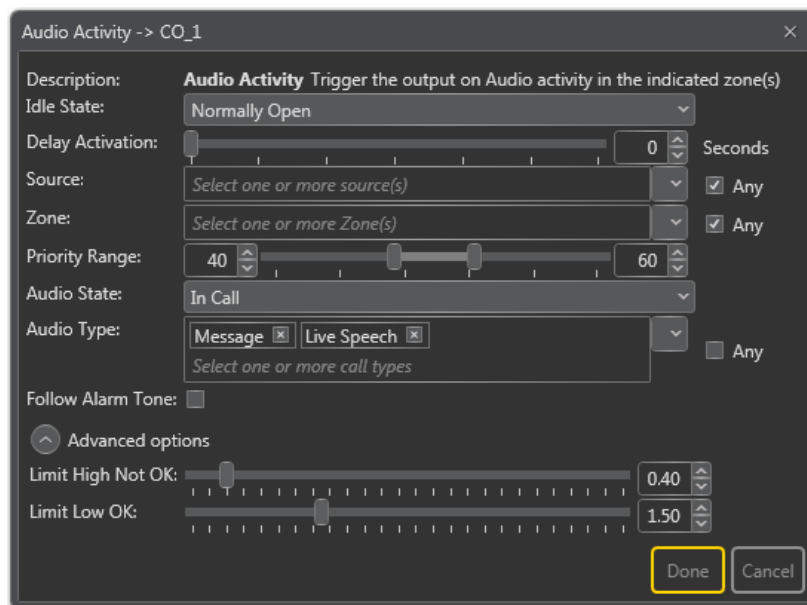 Audio Activity -> CO_1
Description: Audio Activity Trigger the output on Audio activity in the indicated zone(s)
Idle State: Normally Open
Delay Activation: 0 Seconds
Source: Select one or more source(s) Any
Zone: Select one or more Zone(s) Any
Priority Range: 40 60
Audio State: In Call
Audio Type: Message Live Speech
Select one or more call types Any
Follow Alarm Tone:
Advanced options
Limit High Not OK: 0.40
Limit Low OK: 1.50
Done Cancel